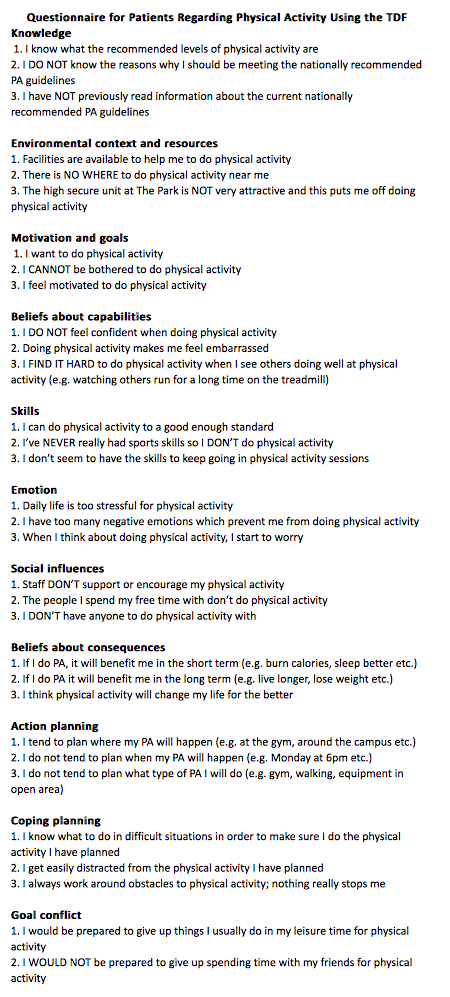 Questionnaire for Patients Regarding Physical Activity Using the TDF
Knowledge
1. I know what the recommended levels of physical activity are
2. I DO NOT know the reasons why I should be meeting the nationally recommended
PA guidelines
3. I have NOT previously read information about the current nationally
recommended PA guidelines
Environmental context and resources
1. Facilities are available to help me to do physical activity
2. There is NO WHERE to do physical activity near me
3. The high secure unit at The Park is NOT very attractive and this puts me off doing
physical activity
Motivation and goals
1. I want to do physical activity
2. I CANNOT be bothered to do physical activity
3. I feel motivated to do physical activity
Beliefs about capabilities
1. I DO NOT feel confident when doing physical activity
2. Doing physical activity makes me feel embarrassed
3. I FIND IT HARD to do physical activity when I see others doing well at physical
activity (e.g. watching others run for a long time on the treadmill)
Skills
1. I can do physical activity to a good enough standard
2. I've NEVER really had sports skills so I DON'T do physical activity
3. I don't seem to have the skills to keep going in physical activity sessions
Emotion
1. Daily life is too stressful for physical activity
2. I have too many negative emotions which prevent me from doing physical activity
3. When I think about doing physical activity, I start to worry
Social influences
1. Staff DON'T support or encourage my physical activity
2. The people I spend my free time with don't do physical activity
3. I DON'T have anyone to do physical activity with
Beliefs about consequences
1. If I do PA, it will benefit me in the short term (e.g. burn calories, sleep better etc.)
2. If I do PA it will benefit me in the long term (e.g. live longer, lose weight etc.)
3. I think physical activity will change my life for the better
Action planning
1. I tend to plan where my PA will happen (e.g. at the gym, around the campus etc.)
2. I do not tend to plan when my PA will happen (e.g. Monday at 6pm etc.)
3. I do not tend to plan what type of PA I will do (e.g. gym, walking, equipment in
open area)
Coping planning
1. I know what to do in difficult situations in order to make sure I do the physical
activity I have planned
2. I get easily distracted from the physical activity I have planned
3. I always work around obstacles to physical activity; nothing really stops me
Goal conflict
1. I would be prepared to give up things I usually do in my leisure time for physical
activity
2. I WOULD NOT be prepared to give up spending time with my friends for physical
activity